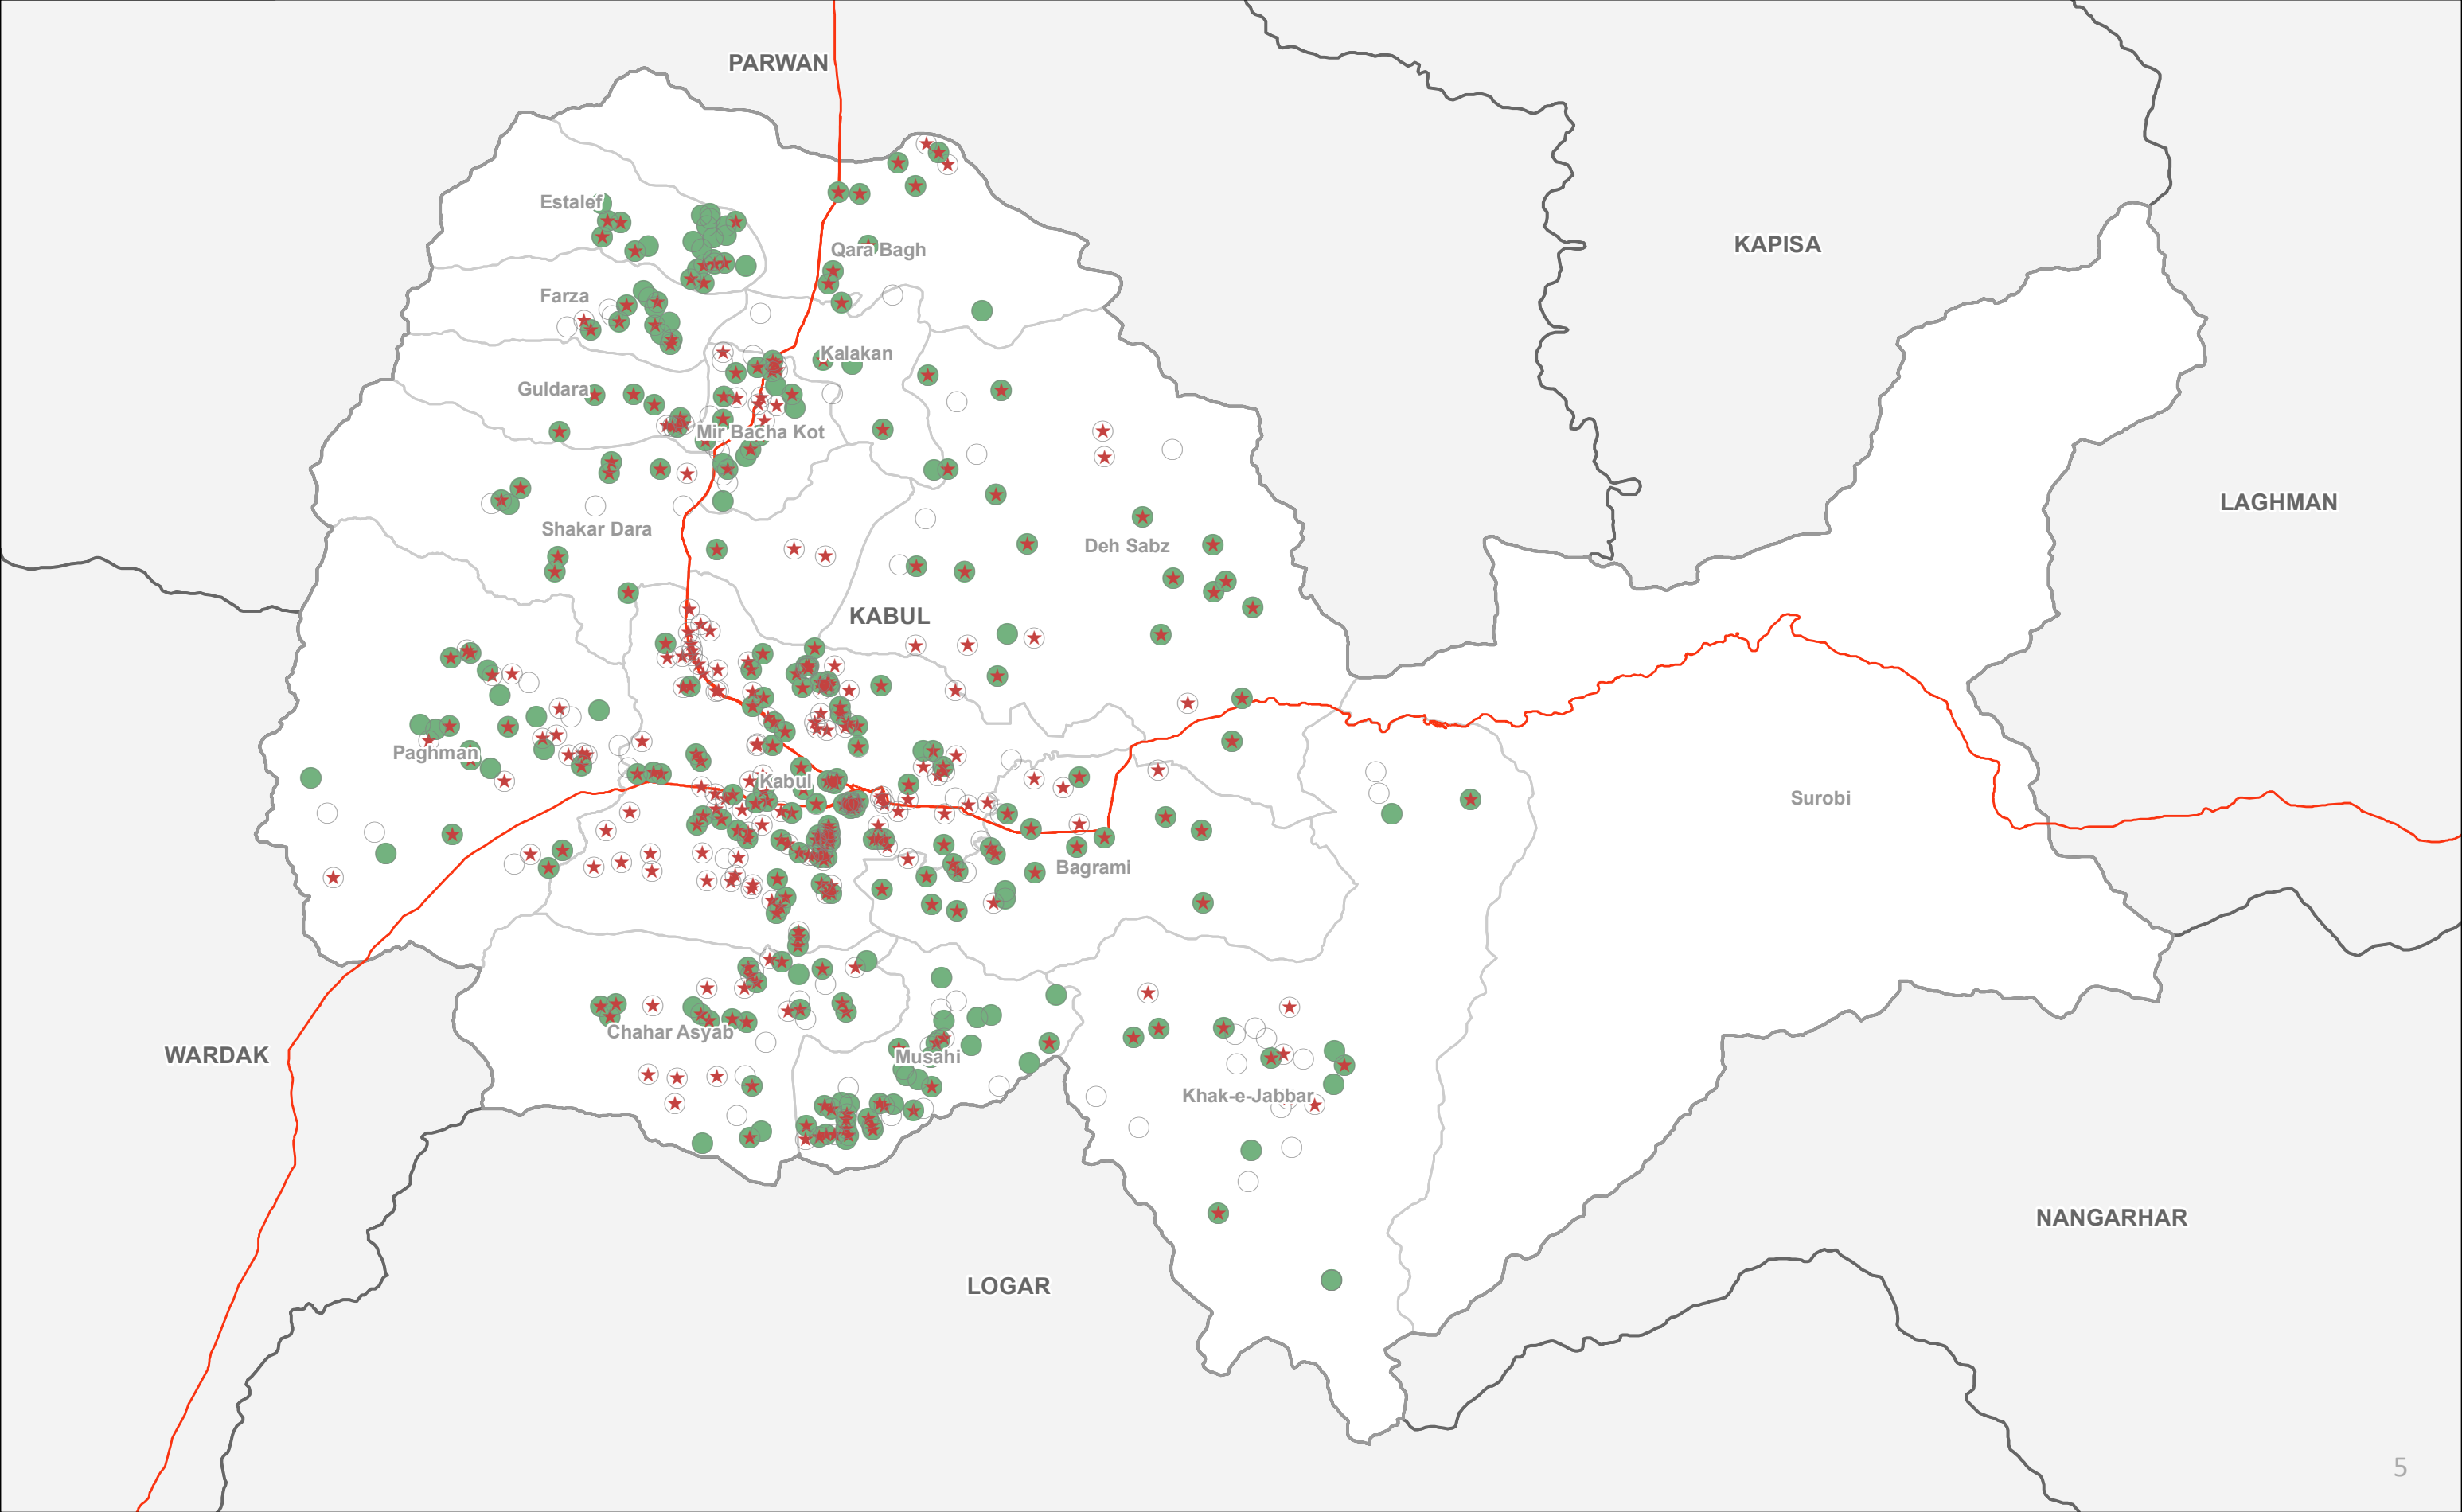 PARWAN
Estalef
KAPISA
Qara Bagh
Farza
Kalakan
Guldara
Mir Bacha Kot
LAGHMAN
Shakar Dara
Deh Sabz
KABUL
Paghman
Kabul
Surobi
Bagrami
Chahar Asyab
WARDAK
Musahi
Khak-e-Jabbar
NANGARHAR
LOGAR
5